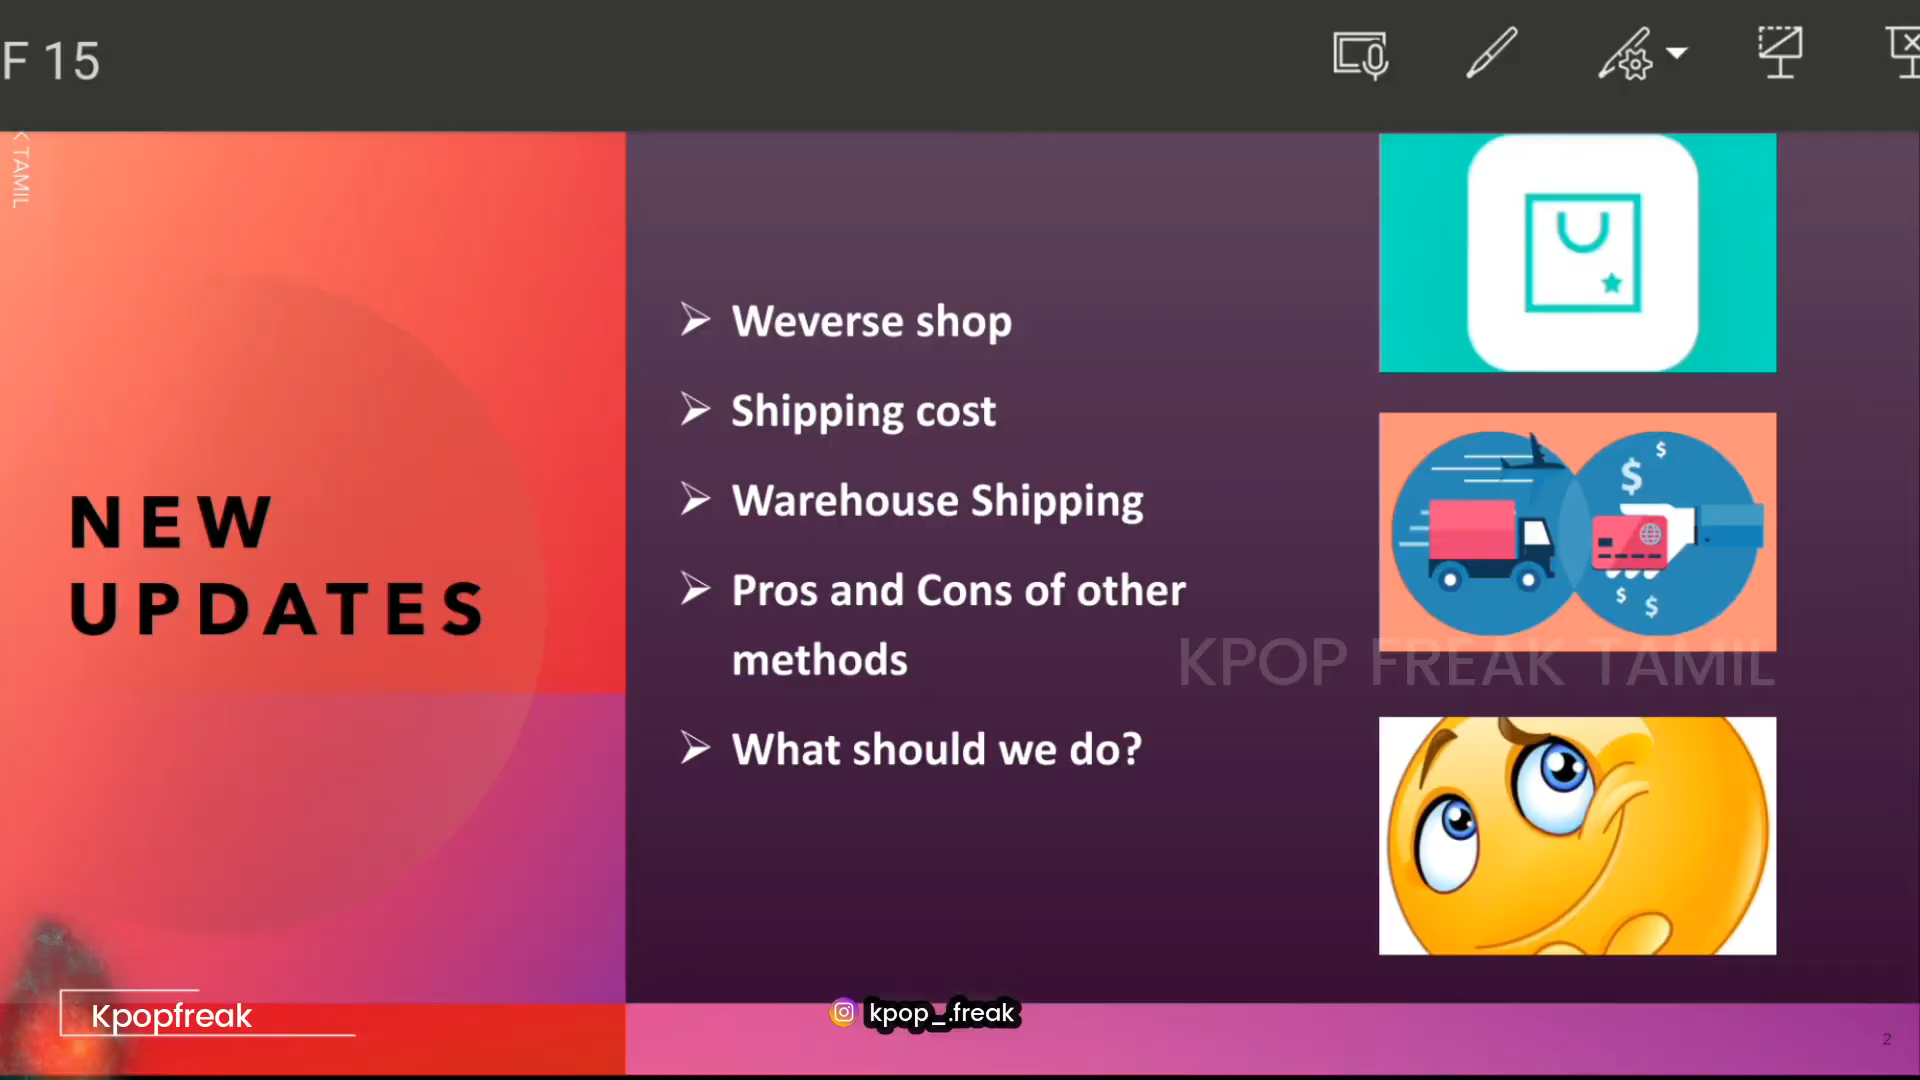 F 15
K TAMIL
NEW
UPDATES
Weverse shop
Shipping cost
Warehouse Shipping
Pros and Cons of other
methods
What should we do?
KPOP FREAK TAMIL
Kpopfreak
kpop_.freak
2